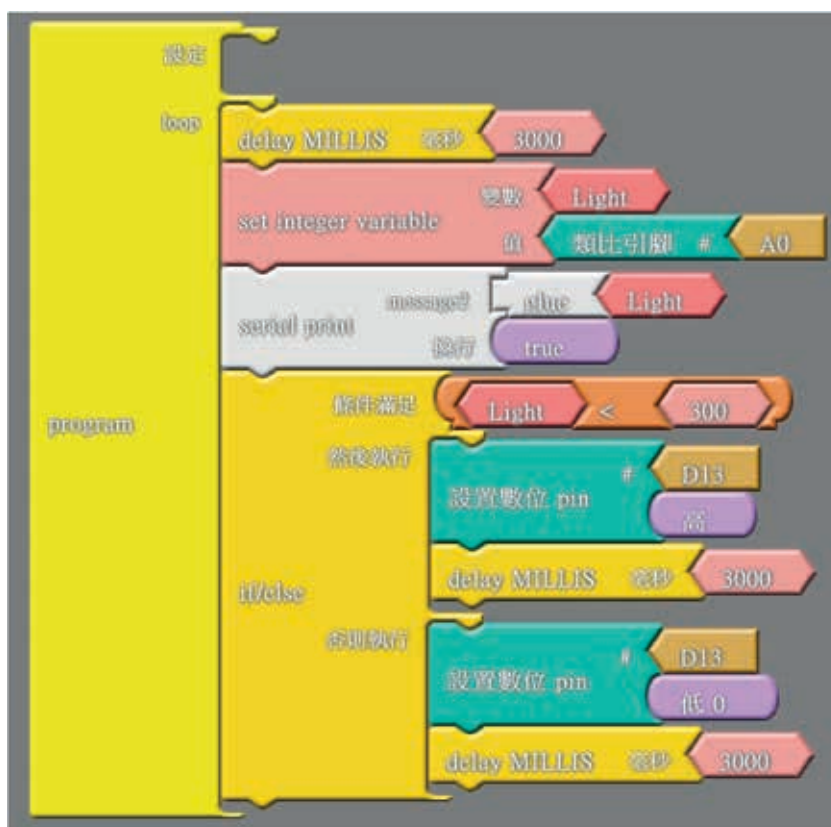 設定
loop
delay MILLIS 毫秒 3000
變數 Light
set integer variable
值 類比引腳 # A0
message? glue Light
serial print
換行 true
program
條件滿足 Light < 300
然後執行
# D13
設置數位 pin
高
delay MILLIS 毫秒 3000
if/else
否則執行
# D13
設置數位 pin
低 0
delay MILLIS 毫秒 3000